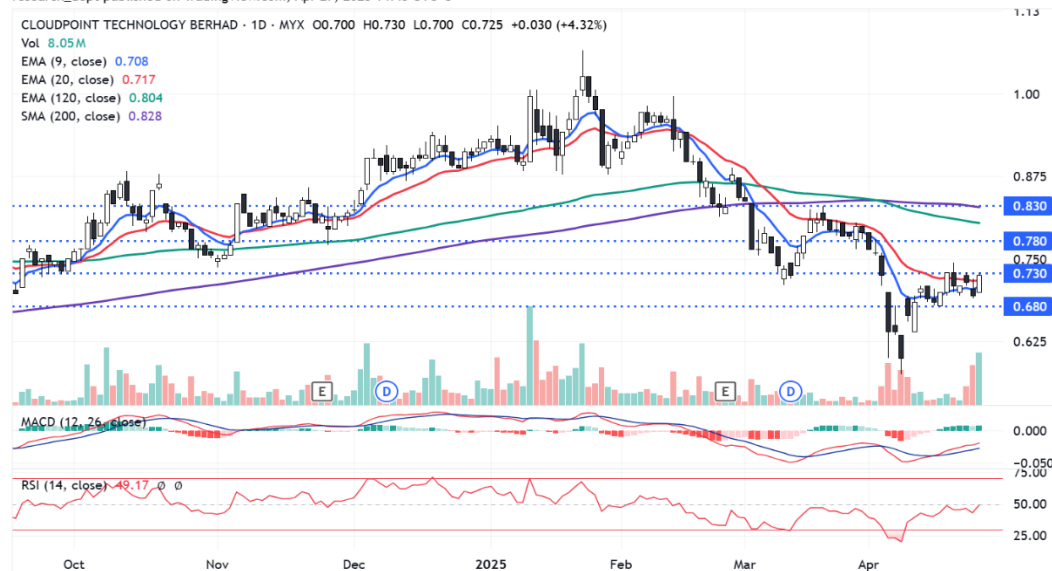 CLOUDPOINT TECHNOLOGY BERHAD · 1D · MYX O0.700 H0.730 L0.700 C0.725 +0.030 (+4.32%)
Vol 8.05M
EMA (9, close) 0.708
EMA (20, close) 0.717
EMA (120, close) 0.804
SMA (200, close) 0.828
1.13
1.00
0.875
0.830
0.780
0.750
0.730
0.680
0.625
E
D
E
D
MACD (12, 26, close)
0.000
−0.050
75.00
RSI (14, close) 49.17 ∅ ∅
50.00
25.00
Oct Nov Dec 2025 Feb Mar Apr